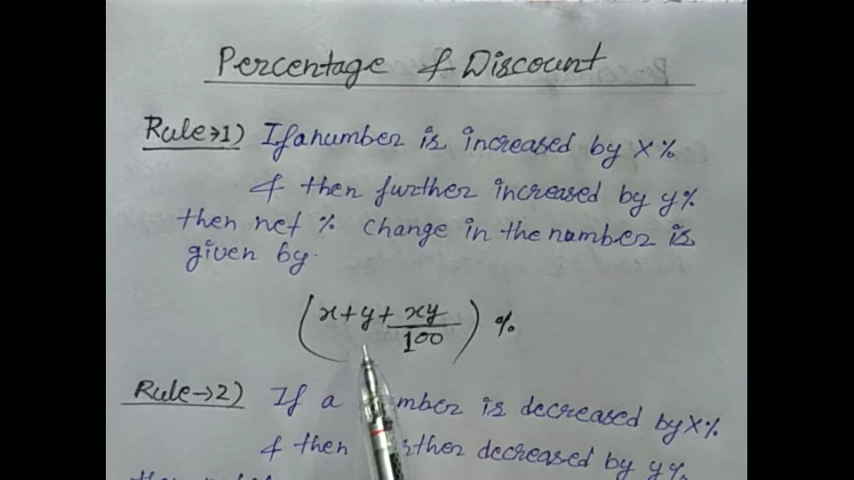 Percentage & Discount
Rule→1) If a number is increased by x%
& then further increased by y%
then net % change in the number is
given by.
(x+y+xy/100) %
Rule→2) If a number is decreased by x%
& then further decreased by y%